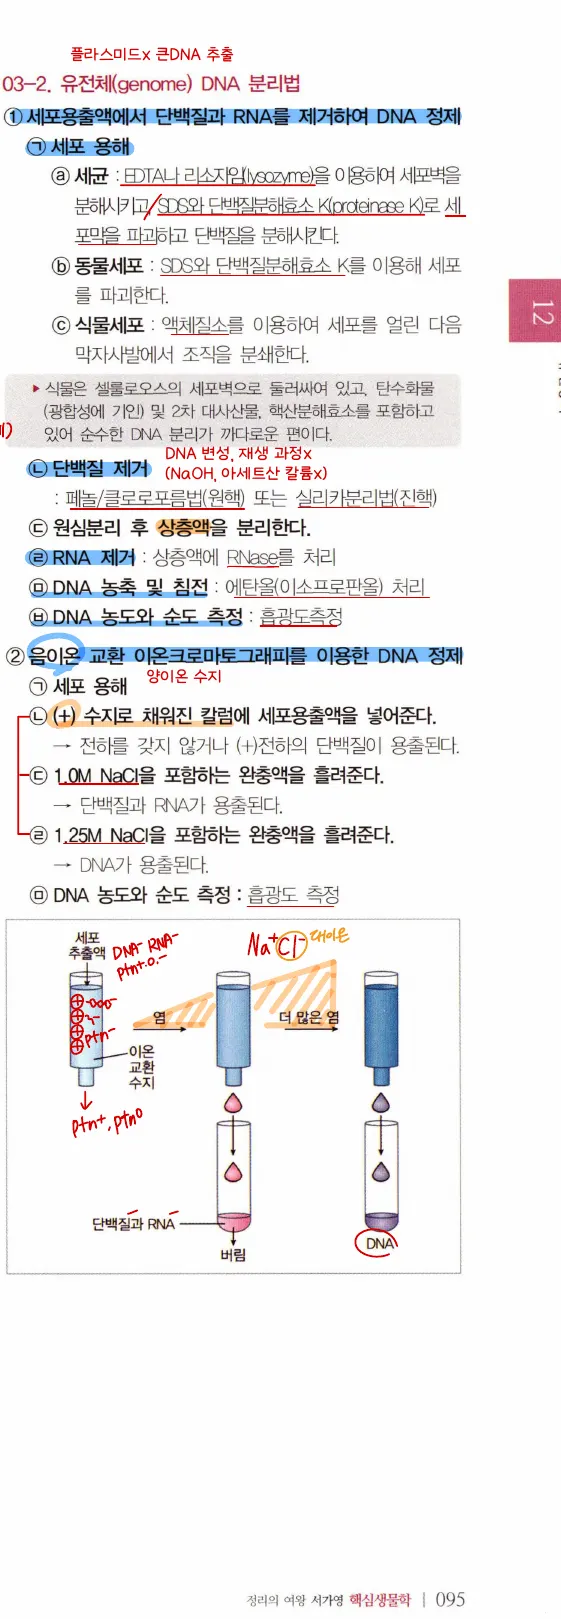 플라스미드x 큰DNA 추출
03-2. 유전체(genome) DNA 분리법
① 세포용출액에서 단백질과 RNA를 제거하여 DNA 정제
㉠ 세포 용해
ⓐ 세균 : EDTA나 리소자임(lysozyme)을 이용하여 세포벽을
분해시키고, SDS와 단백질분해효소 K(proteinase K)로 세
포막을 파괴하고 단백질을 분해시킨다.
ⓑ 동물세포 : SDS와 단백질분해효소 K를 이용해 세포
를 파괴한다.
ⓒ 식물세포 : 액체질소를 이용하여 세포를 얼린 다음
막자사발에서 조직을 분쇄한다.
12
▶ 식물은 셀룰로오스의 세포벽으로 둘러싸여 있고, 탄수화물
(광합성에 기인) 및 2차 대사산물, 핵산분해효소를 포함하고
있어 순수한 DNA 분리가 까다로운 편이다.
DNA 변성, 재생 과정x
㉡ 단백질 제거 (NaOH, 아세트산 칼륨x)
: 페놀/클로로포름법(원핵) 또는 실리카분리법(진핵)
㉢ 원심분리 후 상층액을 분리한다.
㉣ RNA 제거 : 상층액에 RNase를 처리
㉤ DNA 농축 및 침전 : 에탄올(이소프로판올) 처리
㉥ DNA 농도와 순도 측정 : 흡광도측정
② 음이온 교환 이온크로마토그래피를 이용한 DNA 정제
㉠ 세포 용해 양이온 수지
㉡ (+) 수지로 채워진 칼럼에 세포용출액을 넣어준다.
→ 전하를 갖지 않거나 (+)전하의 단백질이 용출된다.
㉢ 1.0M NaCl을 포함하는 완충액을 흘려준다.
→ 단백질과 RNA가 용출된다.
㉣ 1.25M NaCl을 포함하는 완충액을 흘려준다.
→ DNA가 용출된다.
㉤ DNA 농도와 순도 측정 : 흡광도 측정
세포
추출액
DNA- RNA-
ptn+.0.-
Na+Cl- 대이온
염
더 많은 염
ptn-
이온
교환
수지
ptn+, ptn0
단백질과 RNA
버림
DNA
정리의 여왕 서가영 핵심생물학 | 095